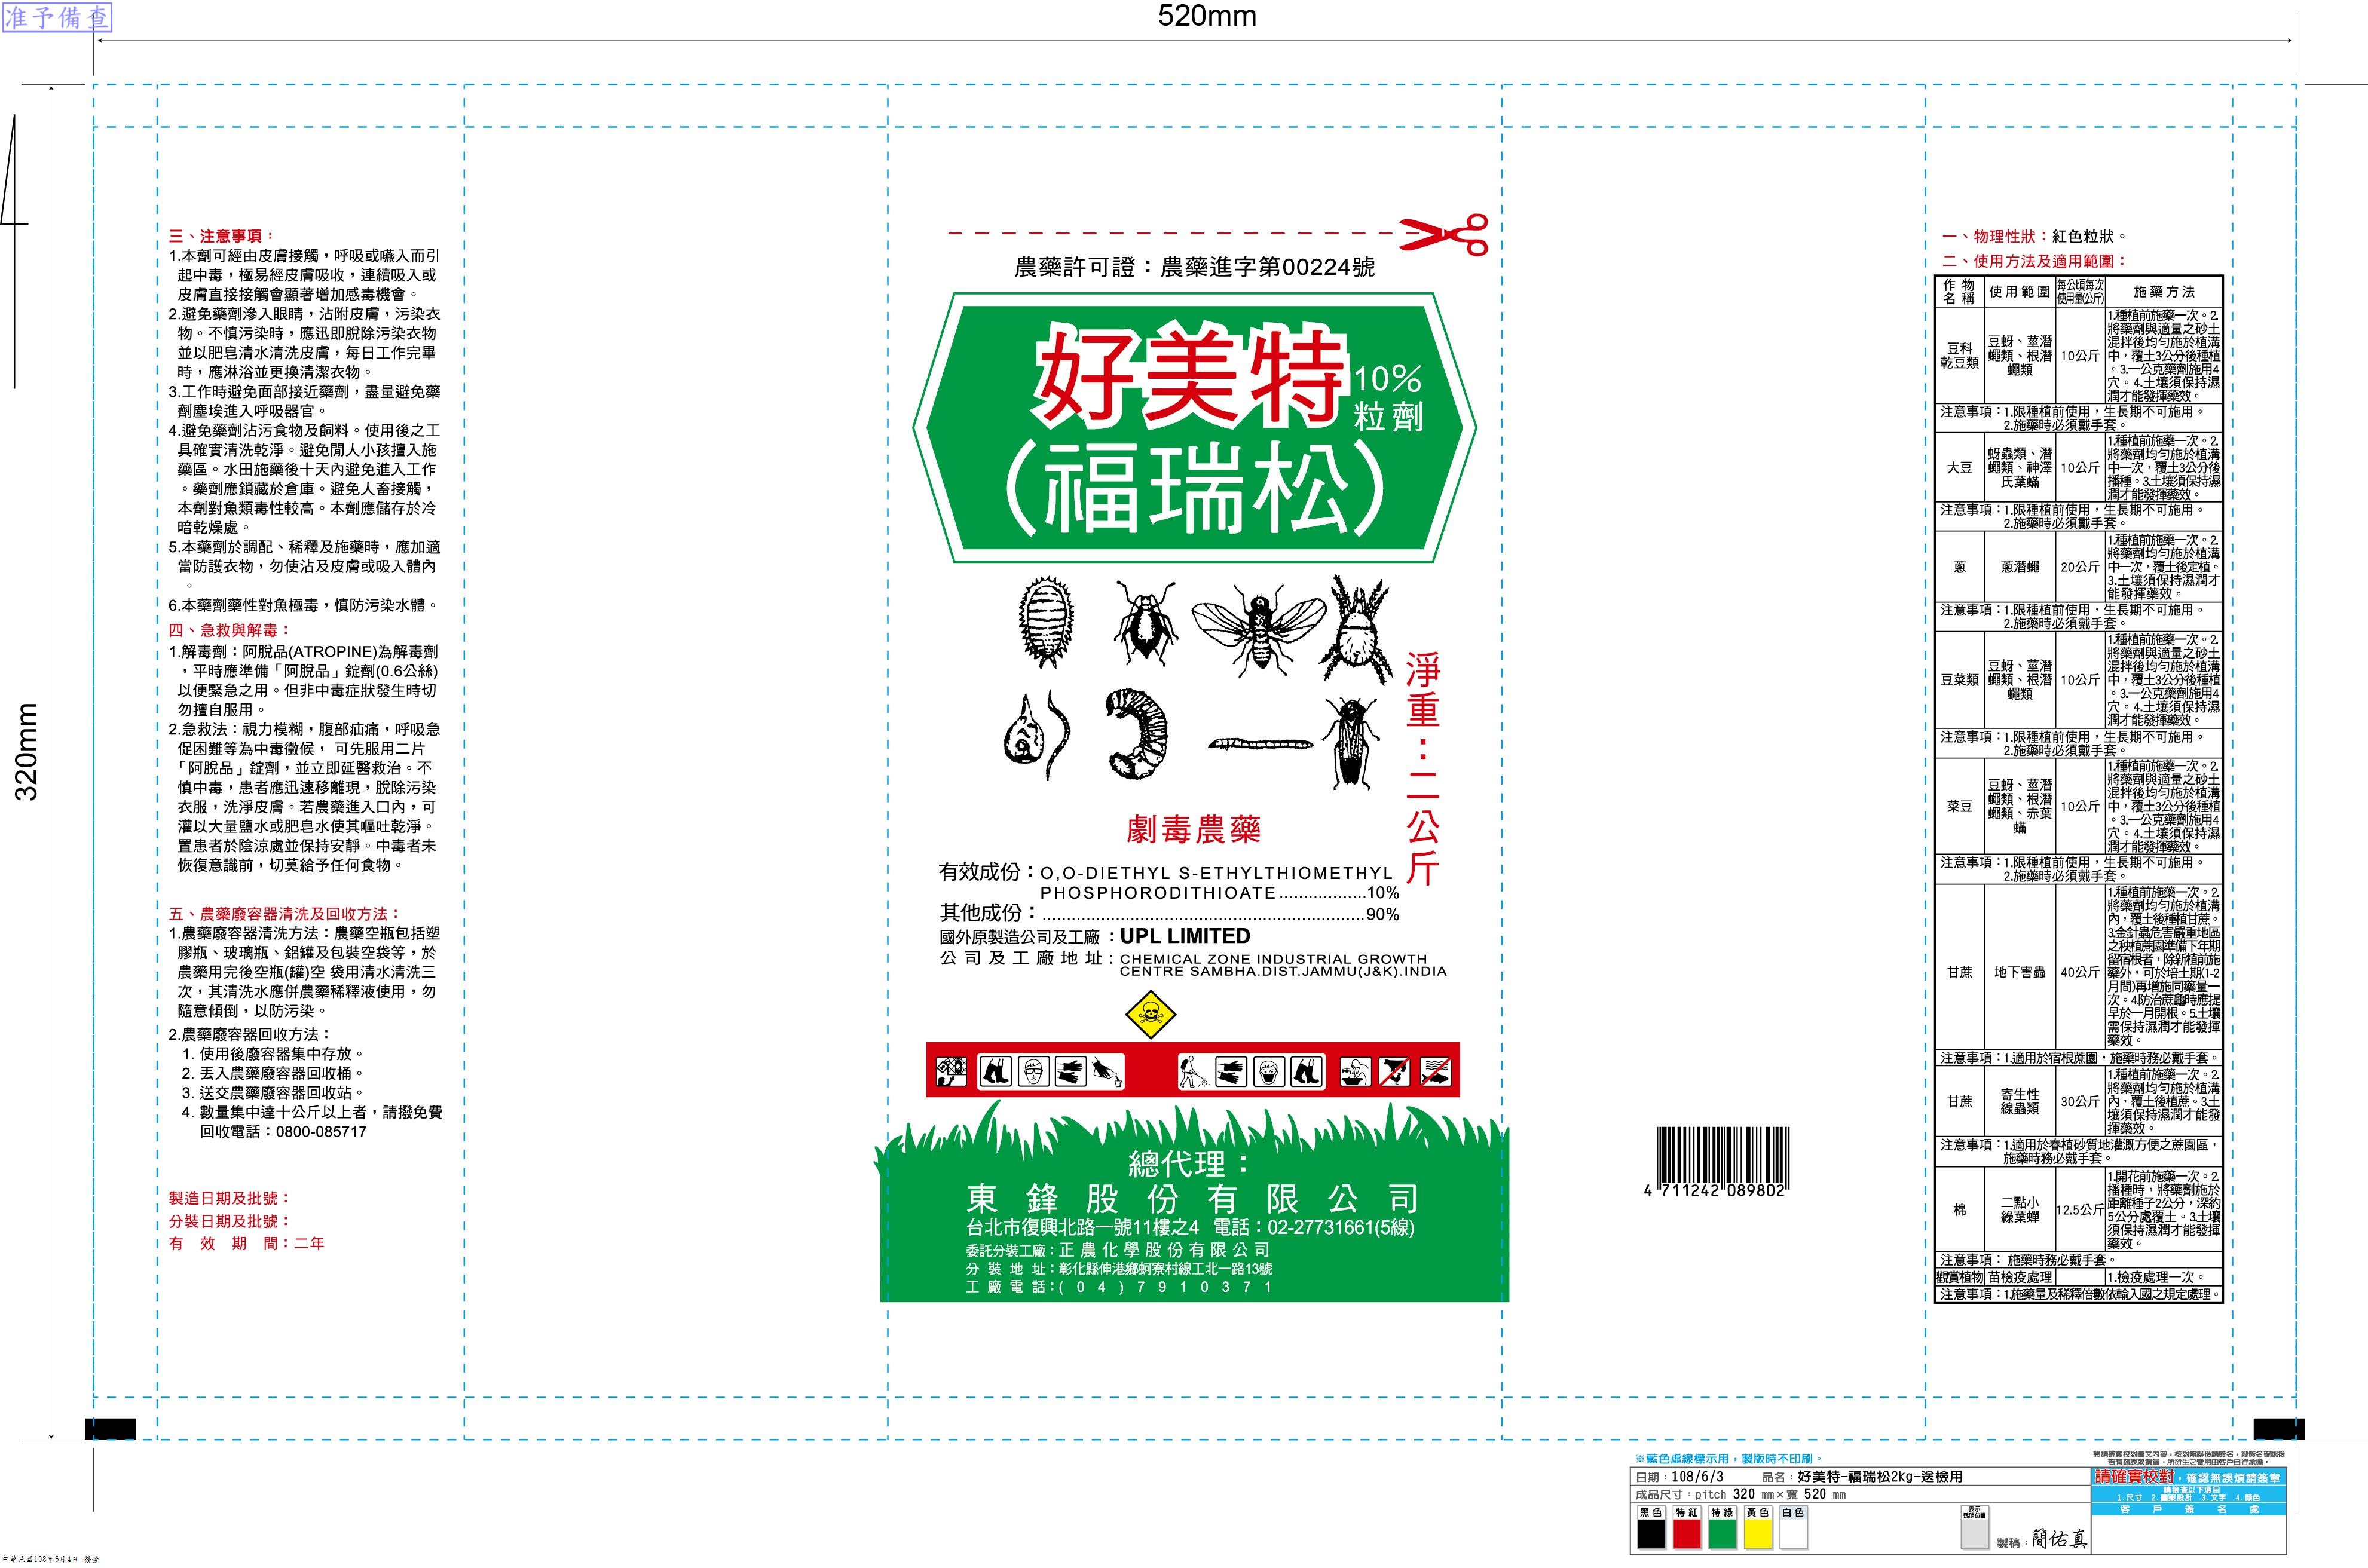 准予備查
520mm
320mm
三、注意事項：
1.本劑可經由皮膚接觸，呼吸或嚥入而引
起中毒，極易經皮膚吸收，連續吸入或
皮膚直接接觸會顯著增加感毒機會。
2.避免藥劑滲入眼睛，沾附皮膚，污染衣
物。不慎污染時，應迅即脫除污染衣物
並以肥皂清水清洗皮膚，每日工作完畢
時，應淋浴並更換清潔衣物。
3.工作時避免面部接近藥劑，盡量避免藥
劑塵埃進入呼吸器官。
4.避免藥劑沾污食物及飼料。使用後之工
具確實清洗乾淨。避免閒人小孩擅入施
藥區。水田施藥後十天內避免進入工作
。藥劑應鎖藏於倉庫。避免人畜接觸，
本劑對魚類毒性較高。本劑應儲存於冷
暗乾燥處。
5.本藥劑於調配、稀釋及施藥時，應加適
當防護衣物，勿使沾及皮膚或吸入體內
。
6.本藥劑藥性對魚極毒，慎防污染水體。
四、急救與解毒：
1.解毒劑：阿脫品(ATROPINE)為解毒劑
，平時應準備「阿脫品」錠劑(0.6公絲)
以便緊急之用。但非中毒症狀發生時切
勿擅自服用。
2.急救法：視力模糊，腹部疝痛，呼吸急
促困難等為中毒徵候， 可先服用二片
「阿脫品」錠劑，並立即延醫救治。不
慎中毒，患者應迅速移離現，脫除污染
衣服，洗淨皮膚。若農藥進入口內，可
灌以大量鹽水或肥皂水使其嘔吐乾淨。
置患者於陰涼處並保持安靜。中毒者未
恢復意識前，切莫給予任何食物。
五、農藥廢容器清洗及回收方法：
1.農藥廢容器清洗方法：農藥空瓶包括塑
膠瓶、玻璃瓶、鋁罐及包裝空袋等，於
農藥用完後空瓶(罐)空 袋用清水清洗三
次，其清洗水應併農藥稀釋液使用，勿
隨意傾倒，以防污染。
2.農藥廢容器回收方法：
1. 使用後廢容器集中存放。
2. 丟入農藥廢容器回收桶。
3. 送交農藥廢容器回收站。
4. 數量集中達十公斤以上者，請撥免費
回收電話：0800-085717
製造日期及批號：
分裝日期及批號：
有 效 期 間：二年
農藥許可證：農藥進字第00224號
好美特
10%
粒劑
(福瑞松)
淨重：二公斤
劇毒農藥
有效成份：O,O-DIETHYL S-ETHYLTHIOMETHYL
PHOSPHORODITHIOATE..................10%
其他成份：..................................................................90%
國外原製造公司及工廠：UPL LIMITED
公司及工廠地址：CHEMICAL ZONE INDUSTRIAL GROWTH
CENTRE SAMBHA.DIST.JAMMU(J&K).INDIA
總代理：
東鋒股份有限公司
台北市復興北路一號11樓之4 電話：02-27731661(5線)
委託分裝工廠：正農化學股份有限公司
分裝地址：彰化縣伸港鄉蚵寮村線工北一路13號
工廠電話：(04)7910371
4 711242 089802
一、物理性狀：紅色粒狀。
二、使用方法及適用範圍：
作物
名稱
使用範圍
每公頃每次
使用量(公斤)
施藥方法
豆科
乾豆類
豆蚜、莖潛
蠅類、根潛
蠅類
10公斤
1.種植前施藥一次。2.
將藥劑與適量之砂土
混拌後均勻施於植溝
中，覆土3公分後種植
。3.一公克藥劑施用4
穴。4.土壤須保持濕
潤才能發揮藥效。
注意事項：1.限種植前使用，生長期不可施用。
2.施藥時必須戴手套。
大豆
蚜蟲類、潛
蠅類、神澤
氏葉蟎
10公斤
1.種植前施藥一次。2.
將藥劑均勻施於植溝
中一次，覆土3公分後
播種。3.土壤須保持濕
潤才能發揮藥效。
注意事項：1.限種植前使用，生長期不可施用。
2.施藥時必須戴手套。
蔥
蔥潛蠅
20公斤
1.種植前施藥一次。2.
將藥劑均勻施於植溝
中一次，覆土後定植。
3.土壤須保持濕潤才
能發揮藥效。
注意事項：1.限種植前使用，生長期不可施用。
2.施藥時必須戴手套。
豆菜類
豆蚜、莖潛
蠅類、根潛
蠅類
10公斤
1.種植前施藥一次。2.
將藥劑與適量之砂土
混拌後均勻施於植溝
中，覆土3公分後種植
。3.一公克藥劑施用4
穴。4.土壤須保持濕
潤才能發揮藥效。
注意事項：1.限種植前使用，生長期不可施用。
2.施藥時必須戴手套。
菜豆
豆蚜、莖潛
蠅類、根潛
蠅類、赤葉
蟎
10公斤
1.種植前施藥一次。2.
將藥劑與適量之砂土
混拌後均勻施於植溝
中，覆土3公分後種植
。3.一公克藥劑施用4
穴。4.土壤須保持濕
潤才能發揮藥效。
注意事項：1.限種植前使用，生長期不可施用。
2.施藥時必須戴手套。
甘蔗
地下害蟲
40公斤
1.種植前施藥一次。2.
將藥劑均勻施於植溝
內，覆土後種植甘蔗。
3.金針蟲危害嚴重地區
之秧植蔗園準備下年期
留宿根者，除新植前施
藥外，可於培土期(1-2
月間)再增施同藥量一
次。4.防治蔗龜時應提
早於一月開根。5.土壤
需保持濕潤才能發揮
藥效。
注意事項：1.適用於宿根蔗園，施藥時務必戴手套。
甘蔗
寄生性
線蟲類
30公斤
1.種植前施藥一次。2.
將藥劑均勻施於植溝
內，覆土後植蔗。3.土
壤須保持濕潤才能發
揮藥效。
注意事項：1.適用於春植砂質地灌溉方便之蔗園區，
施藥時務必戴手套。
棉
二點小
綠葉蟬
12.5公斤
1.開花前施藥一次。2.
播種時，將藥劑施於
距離種子2公分，深約
5公分處覆土。3.土壤
須保持濕潤才能發揮
藥效。
注意事項： 施藥時務必戴手套。
觀賞植物
苗檢疫處理
1.檢疫處理一次。
注意事項：1.施藥量及稀釋倍數依輸入國之規定處理。
※藍色虛線標示用，製版時不印刷。
懇請確實校對圖文內容，核對無誤後請簽名，經簽名確認後
若有錯誤或遺漏，所衍生之費用由客戶自行承擔。
日期：108/6/3 品名：好美特-福瑞松2kg-送檢用
成品尺寸：pitch 320 mm×寬 520 mm
請確實校對，確認無誤煩請簽章
請檢查以下項目
1.尺寸 2.圖案設計 3.文字 4.顏色
客戶簽名處
黑色
特紅
特綠
黃色
白色
表示
透明位置
製稿：簡佑真
中華民國108年6月4日 簽發